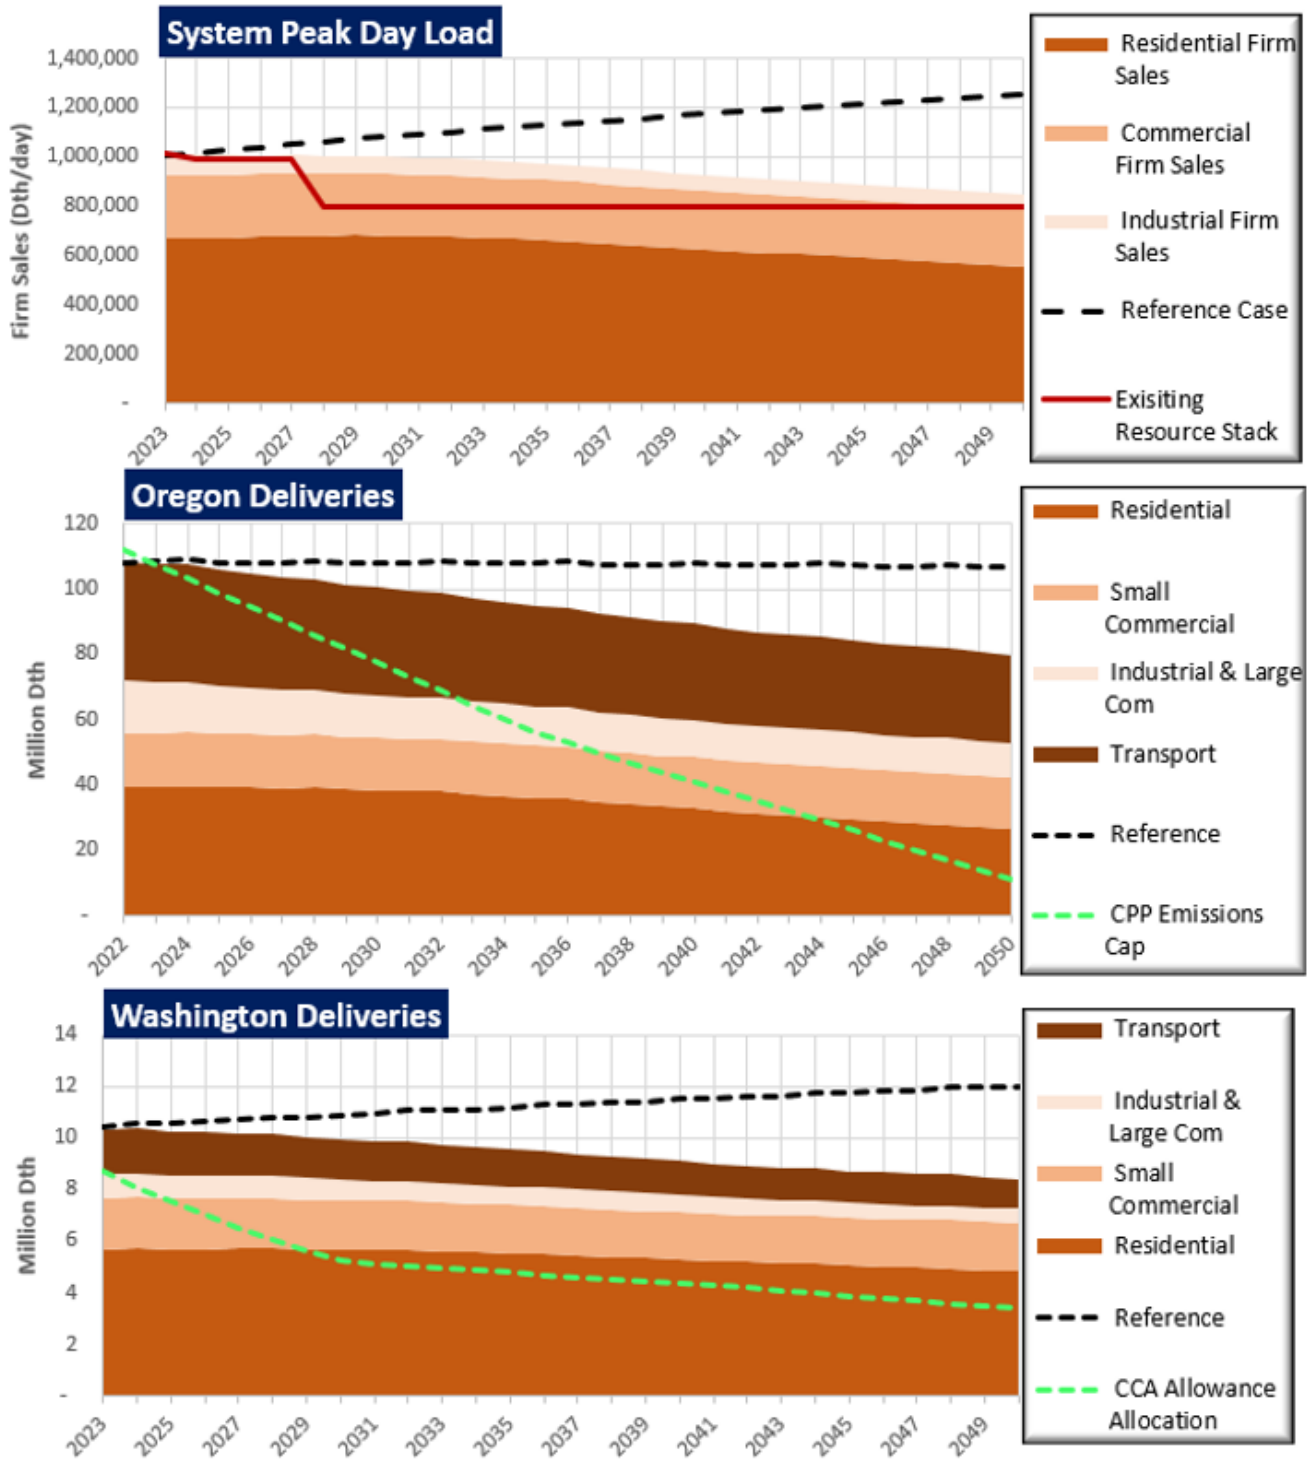 System Peak Day Load
Firm Sales (Dth/day)
1,400,000
1,200,000
1,000,000
800,000
600,000
400,000
200,000
-
2023
2025
2027
2029
2031
2033
2035
2037
2039
2041
2043
2045
2047
2049
Residential Firm
Sales
Commercial
Firm Sales
Industrial Firm
Sales
Reference Case
Exisiting
Resource Stack
Oregon Deliveries
Million Dth
120
100
80
60
40
20
-
2022
2024
2026
2028
2030
2032
2034
2036
2038
2040
2042
2044
2046
2048
2050
Residential
Small
Commercial
Industrial & Large
Com
Transport
Reference
CPP Emissions
Cap
Washington Deliveries
Million Dth
14
12
10
8
6
4
2
-
2023
2025
2027
2029
2031
2033
2035
2037
2039
2041
2043
2045
2047
2049
Transport
Industrial &
Large Com
Small
Commercial
Residential
Reference
CCA Allowance
Allocation